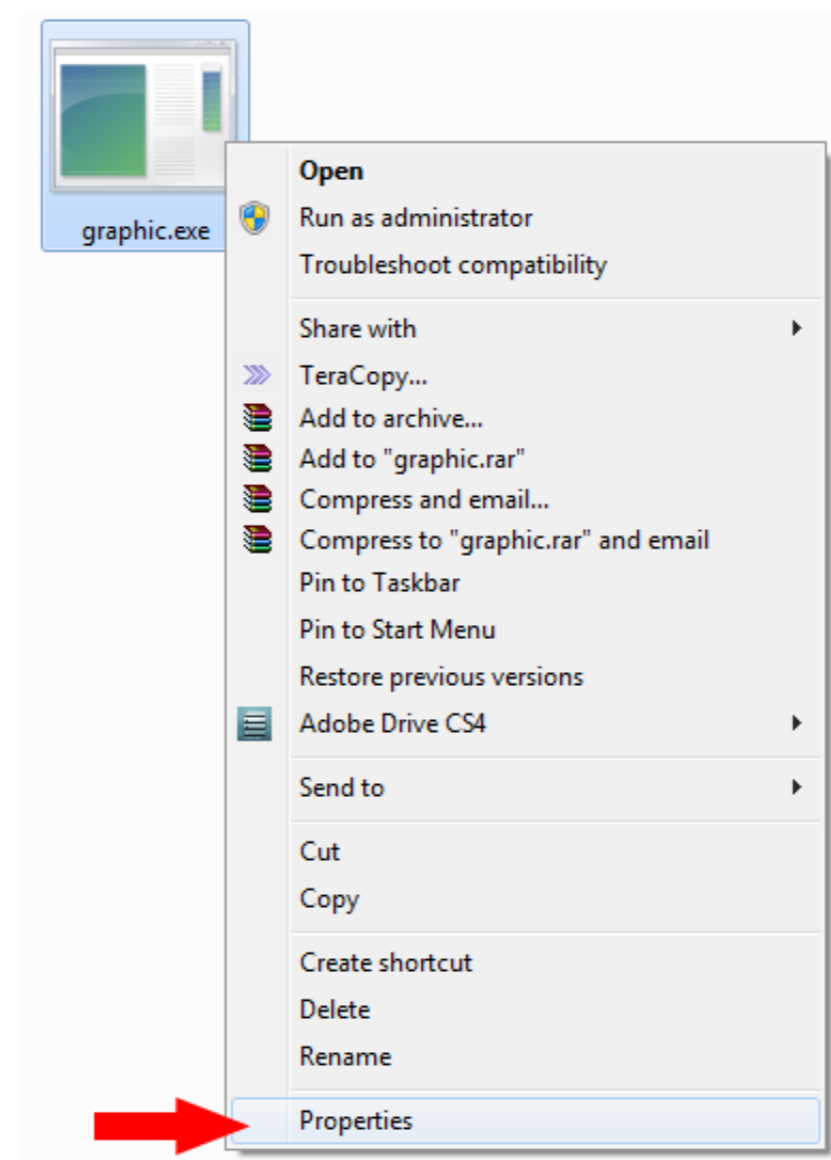 graphic.exe
Open
Run as administrator
Troubleshoot compatibility
Share with
TeraCopy...
Add to archive...
Add to "graphic.rar"
Compress and email...
Compress to "graphic.rar" and email
Pin to Taskbar
Pin to Start Menu
Restore previous versions
Adobe Drive CS4
Send to
Cut
Copy
Create shortcut
Delete
Rename
Properties